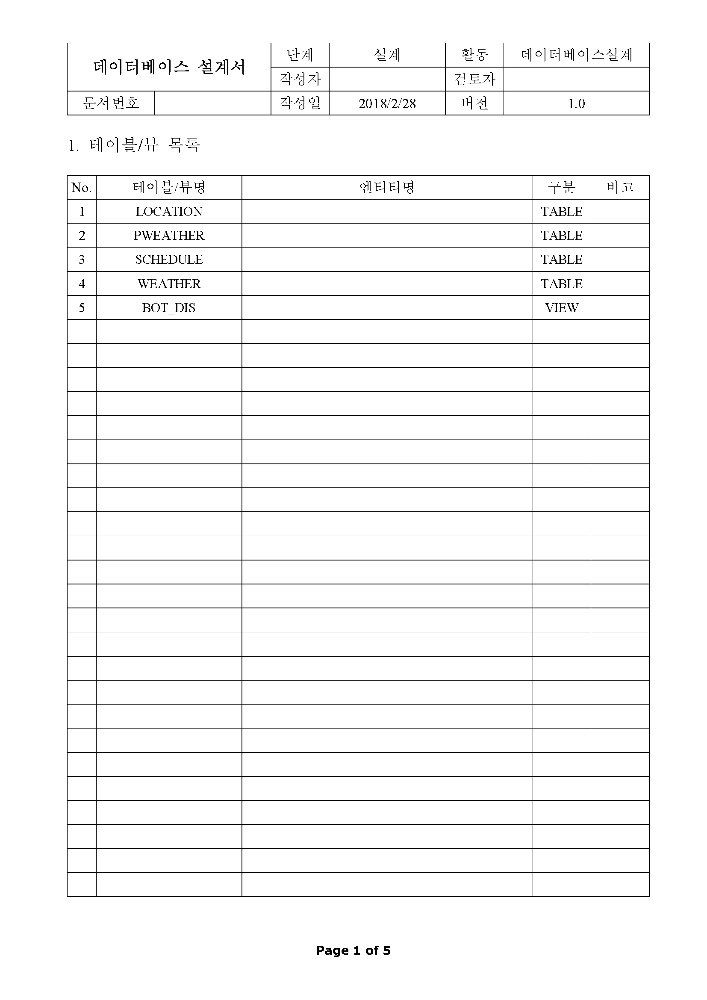 데이터베이스 설계서 단계 설계 활동 데이터베이스설계
작성자 검토자
문서번호 작성일 2018/2/28 버전 1.0
1. 테이블/뷰 목록
No. 테이블/뷰명 엔티티명 구분 비고
1 LOCATION TABLE
2 PWEATHER TABLE
3 SCHEDULE TABLE
4 WEATHER TABLE
5 BOT_DIS VIEW
Page 1 of 5